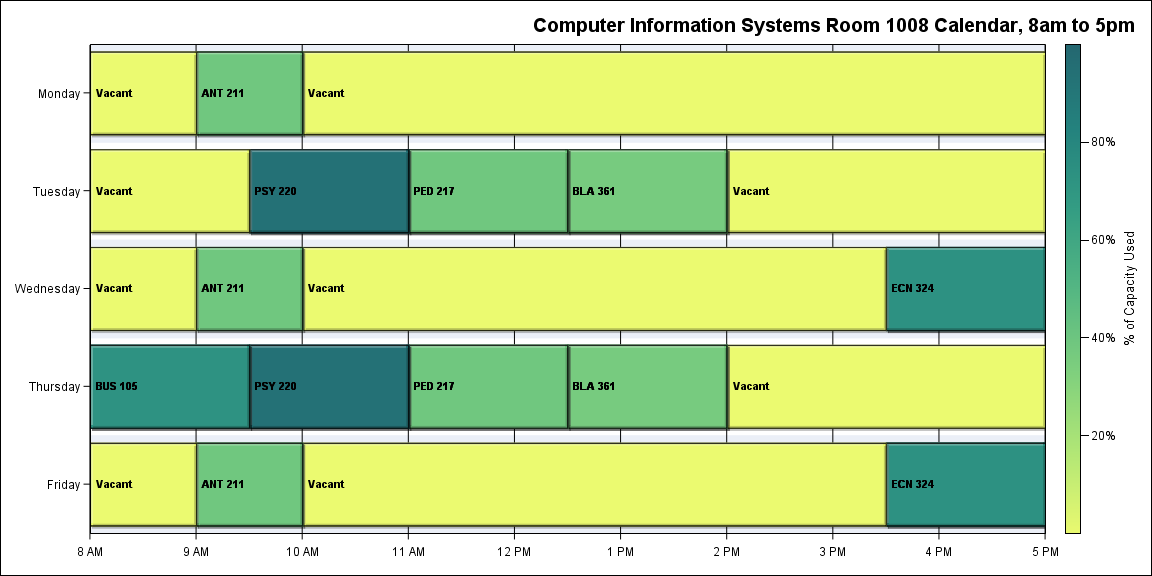 Computer Information Systems Room 1008 Calendar, 8am to 5pm
Monday
Vacant
ANT 211
Vacant
Tuesday
Vacant
PSY 220
PED 217
BLA 361
Vacant
Wednesday
Vacant
ANT 211
Vacant
ECN 324
Thursday
BUS 105
PSY 220
PED 217
BLA 361
Vacant
Friday
Vacant
ANT 211
Vacant
ECN 324
8 AM
9 AM
10 AM
11 AM
12 PM
1 PM
2 PM
3 PM
4 PM
5 PM
80%
60%
40%
20%
% of Capacity Used